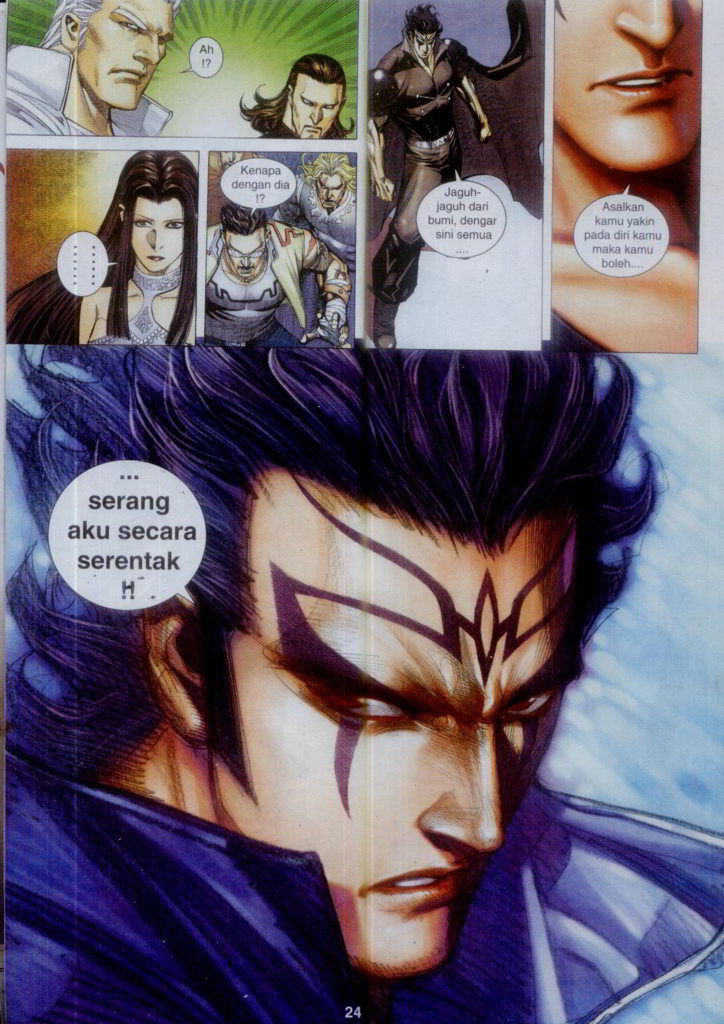 Ah
!?
........
Kenapa
dengan dia
!?
Jaguh-
jaguh dari
bumi, dengar
sini semua
....
Asalkan
kamu yakin
pada diri kamu
maka kamu
boleh....
...
serang
aku secara
serentak
!!
24